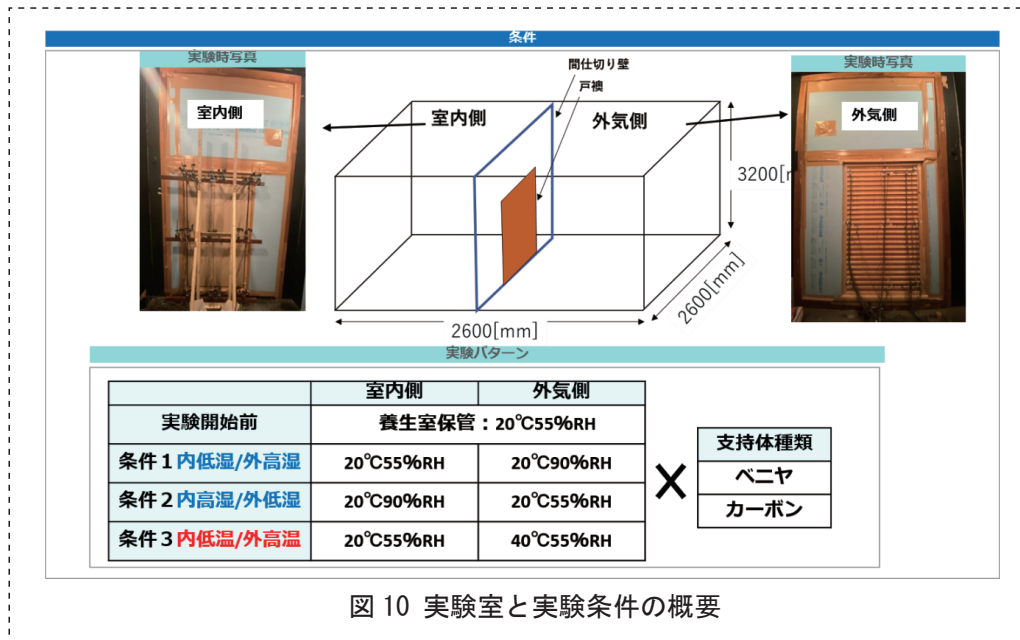 条件
実験時写真
室内側
間仕切り壁
戸襖
室内側
外気側
3200[m
2600[mm]
2600[mm]
実験時写真
外気側
実験パターン
室内側 外気側
実験開始前 養生室保管：20℃55%RH
条件１内低湿/外高湿 20℃55%RH 20℃90%RH
条件２内高湿/外低湿 20℃90%RH 20℃55%RH
条件３内低温/外高温 20℃55%RH 40℃55%RH
×
支持体種類
ベニヤ
カーボン
図 10 実験室と実験条件の概要